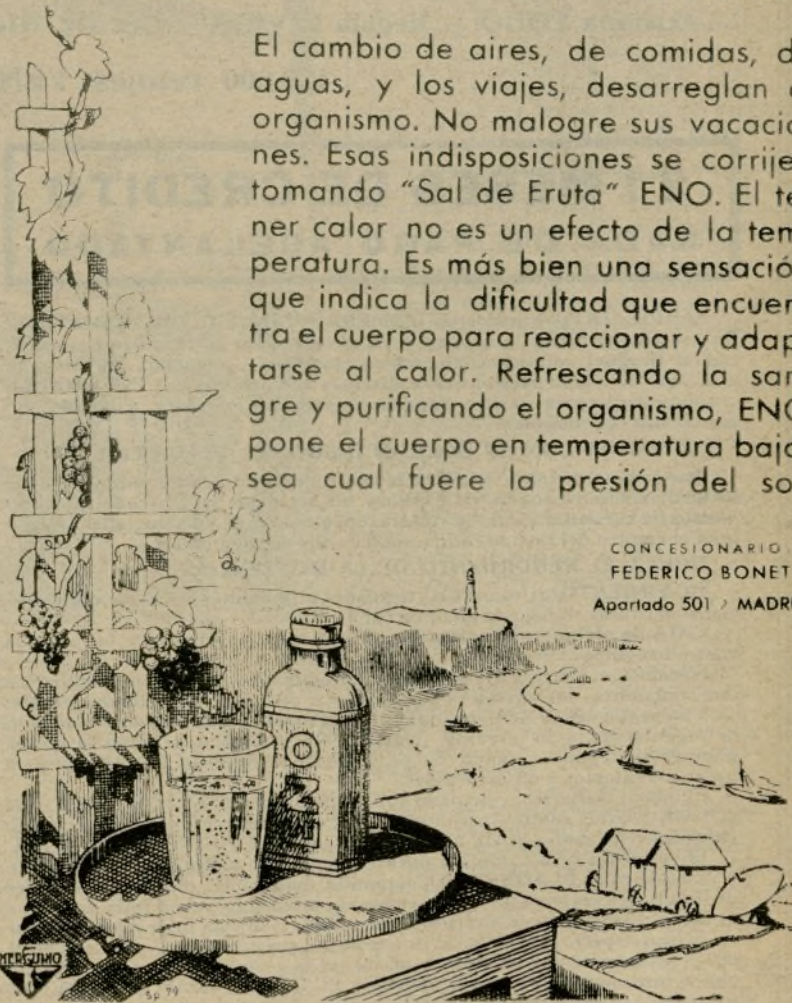 El cambio de aires, de comidas, d
aguas, y los viajes, desarreglan
organismo. No malogre sus vacacio
nes. Esas indisposiciones se corrije
tomando "Sal de Fruta" ENO. El te
ner calor no es un efecto de la tem
peratura. Es más bien una sensació
que indica la dificultad que encuen
tra el cuerpo para reaccionar y adap
tarse al calor. Refrescando la san
gre y purificando el organismo, ENO
pone el cuerpo en temperatura baja
sea cual fuere la presión del so
CONCESIONARIO
FEDERICO BONET
Apartado 501 / MADRI
ENO
Sp 79